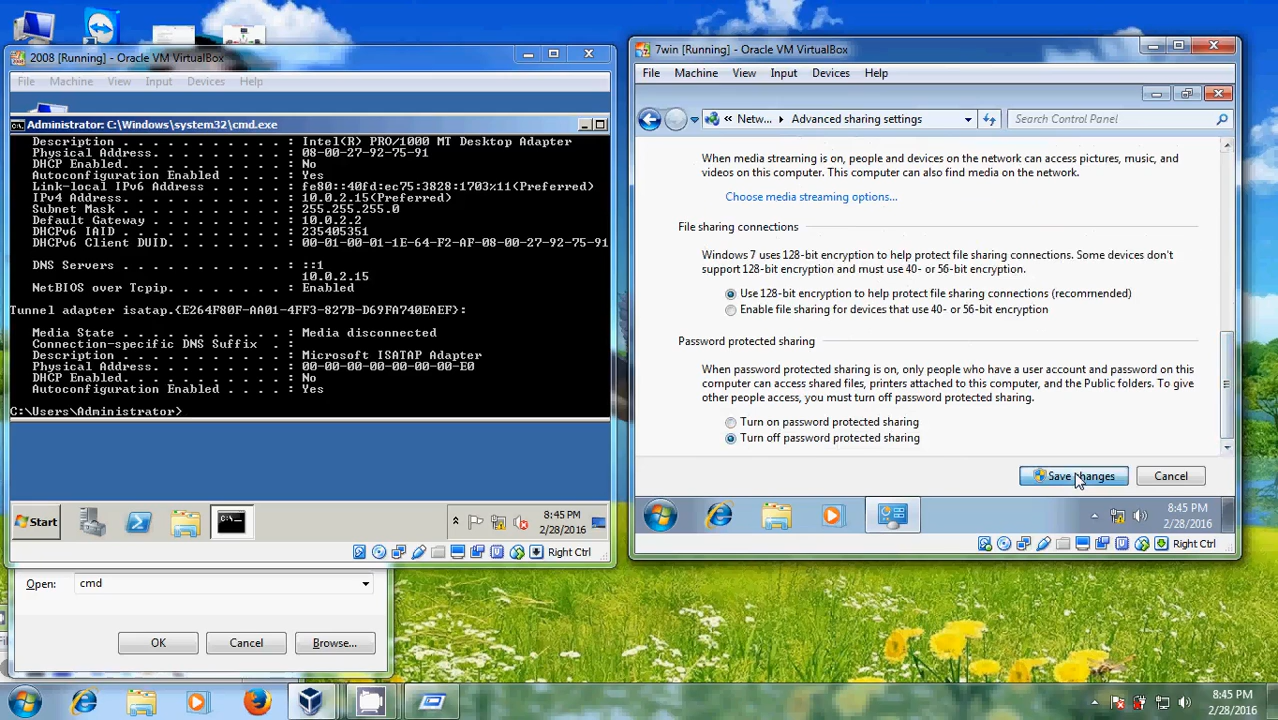 2008 [Running] - Oracle VM VirtualBox
File Machine View Input Devices Help
Administrator: C:\Windows\system32\cmd.exe
Description . . . . . . . . . . . : Intel(R) PRO/1000 MT Desktop Adapter
Physical Address. . . . . . . . . : 08-00-27-92-75-91
DHCP Enabled. . . . . . . . . . . : No
Autoconfiguration Enabled . . . . : Yes
Link-local IPv6 Address . . . . . : fe80::40fd:ec75:3828:1703%11(Preferred)
IPv4 Address. . . . . . . . . . . : 10.0.2.15(Preferred)
Subnet Mask . . . . . . . . . . . : 255.255.255.0
Default Gateway . . . . . . . . . : 10.0.2.2
DHCPv6 IAID . . . . . . . . . . . : 235405351
DHCPv6 Client DUID. . . . . . . . : 00-01-00-01-1E-64-F2-AF-08-00-27-92-75-91
DNS Servers . . . . . . . . . . . : ::1
10.0.2.15
NetBIOS over Tcpip. . . . . . . . : Enabled
Tunnel adapter isatap.{E264F80F-AA01-4FF3-827B-D69FA740EAEF}:
Media State . . . . . . . . . . . : Media disconnected
Connection-specific DNS Suffix  . :
Description . . . . . . . . . . . : Microsoft ISATAP Adapter
Physical Address. . . . . . . . . : 00-00-00-00-00-00-00-E0
DHCP Enabled. . . . . . . . . . . : No
Autoconfiguration Enabled . . . . : Yes
C:\Users\Administrator>
Start
8:45 PM
2/28/2016
Right Ctrl
Open: cmd
OK Cancel Browse...
7win [Running] - Oracle VM VirtualBox
File Machine View Input Devices Help
« Netw... Advanced sharing settings Search Control Panel
When media streaming is on, people and devices on the network can access pictures, music, and
videos on this computer. This computer can also find media on the network.
Choose media streaming options...
File sharing connections
Windows 7 uses 128-bit encryption to help protect file sharing connections. Some devices don't
support 128-bit encryption and must use 40- or 56-bit encryption.
Use 128-bit encryption to help protect file sharing connections (recommended)
Enable file sharing for devices that use 40- or 56-bit encryption
Password protected sharing
When password protected sharing is on, only people who have a user account and password on this
computer can access shared files, printers attached to this computer, and the Public folders. To give
other people access, you must turn off password protected sharing.
Turn on password protected sharing
Turn off password protected sharing
Save changes Cancel
8:45 PM
2/28/2016
Right Ctrl
8:45 PM
2/28/2016